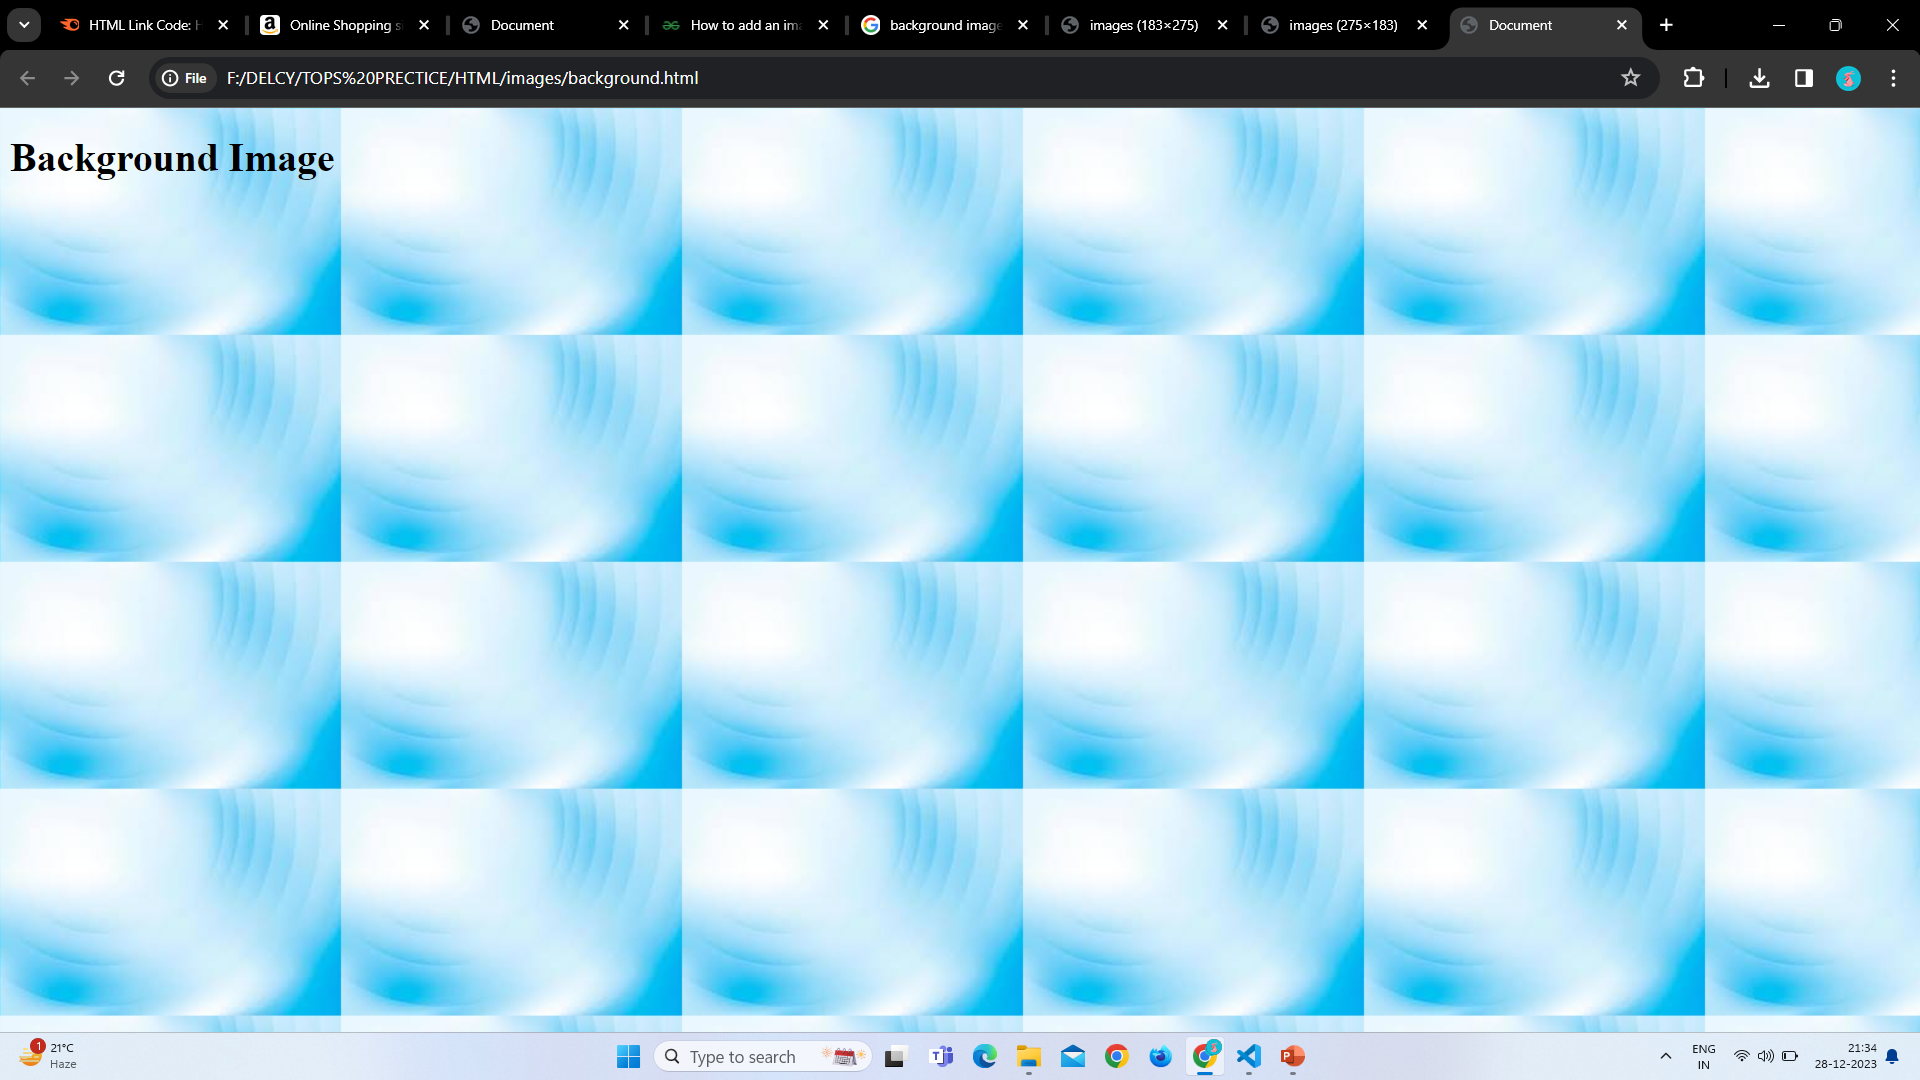 HTML Link Code: H
Online Shopping s
Document
How to add an ima
background image
images (183×275)
images (275×183)
Document
File
F:/DELCY/TOPS%20PRECTICE/HTML/images/background.html
Background Image
1
21°C
Haze
Type to search
ENG
IN
21:34
28-12-2023